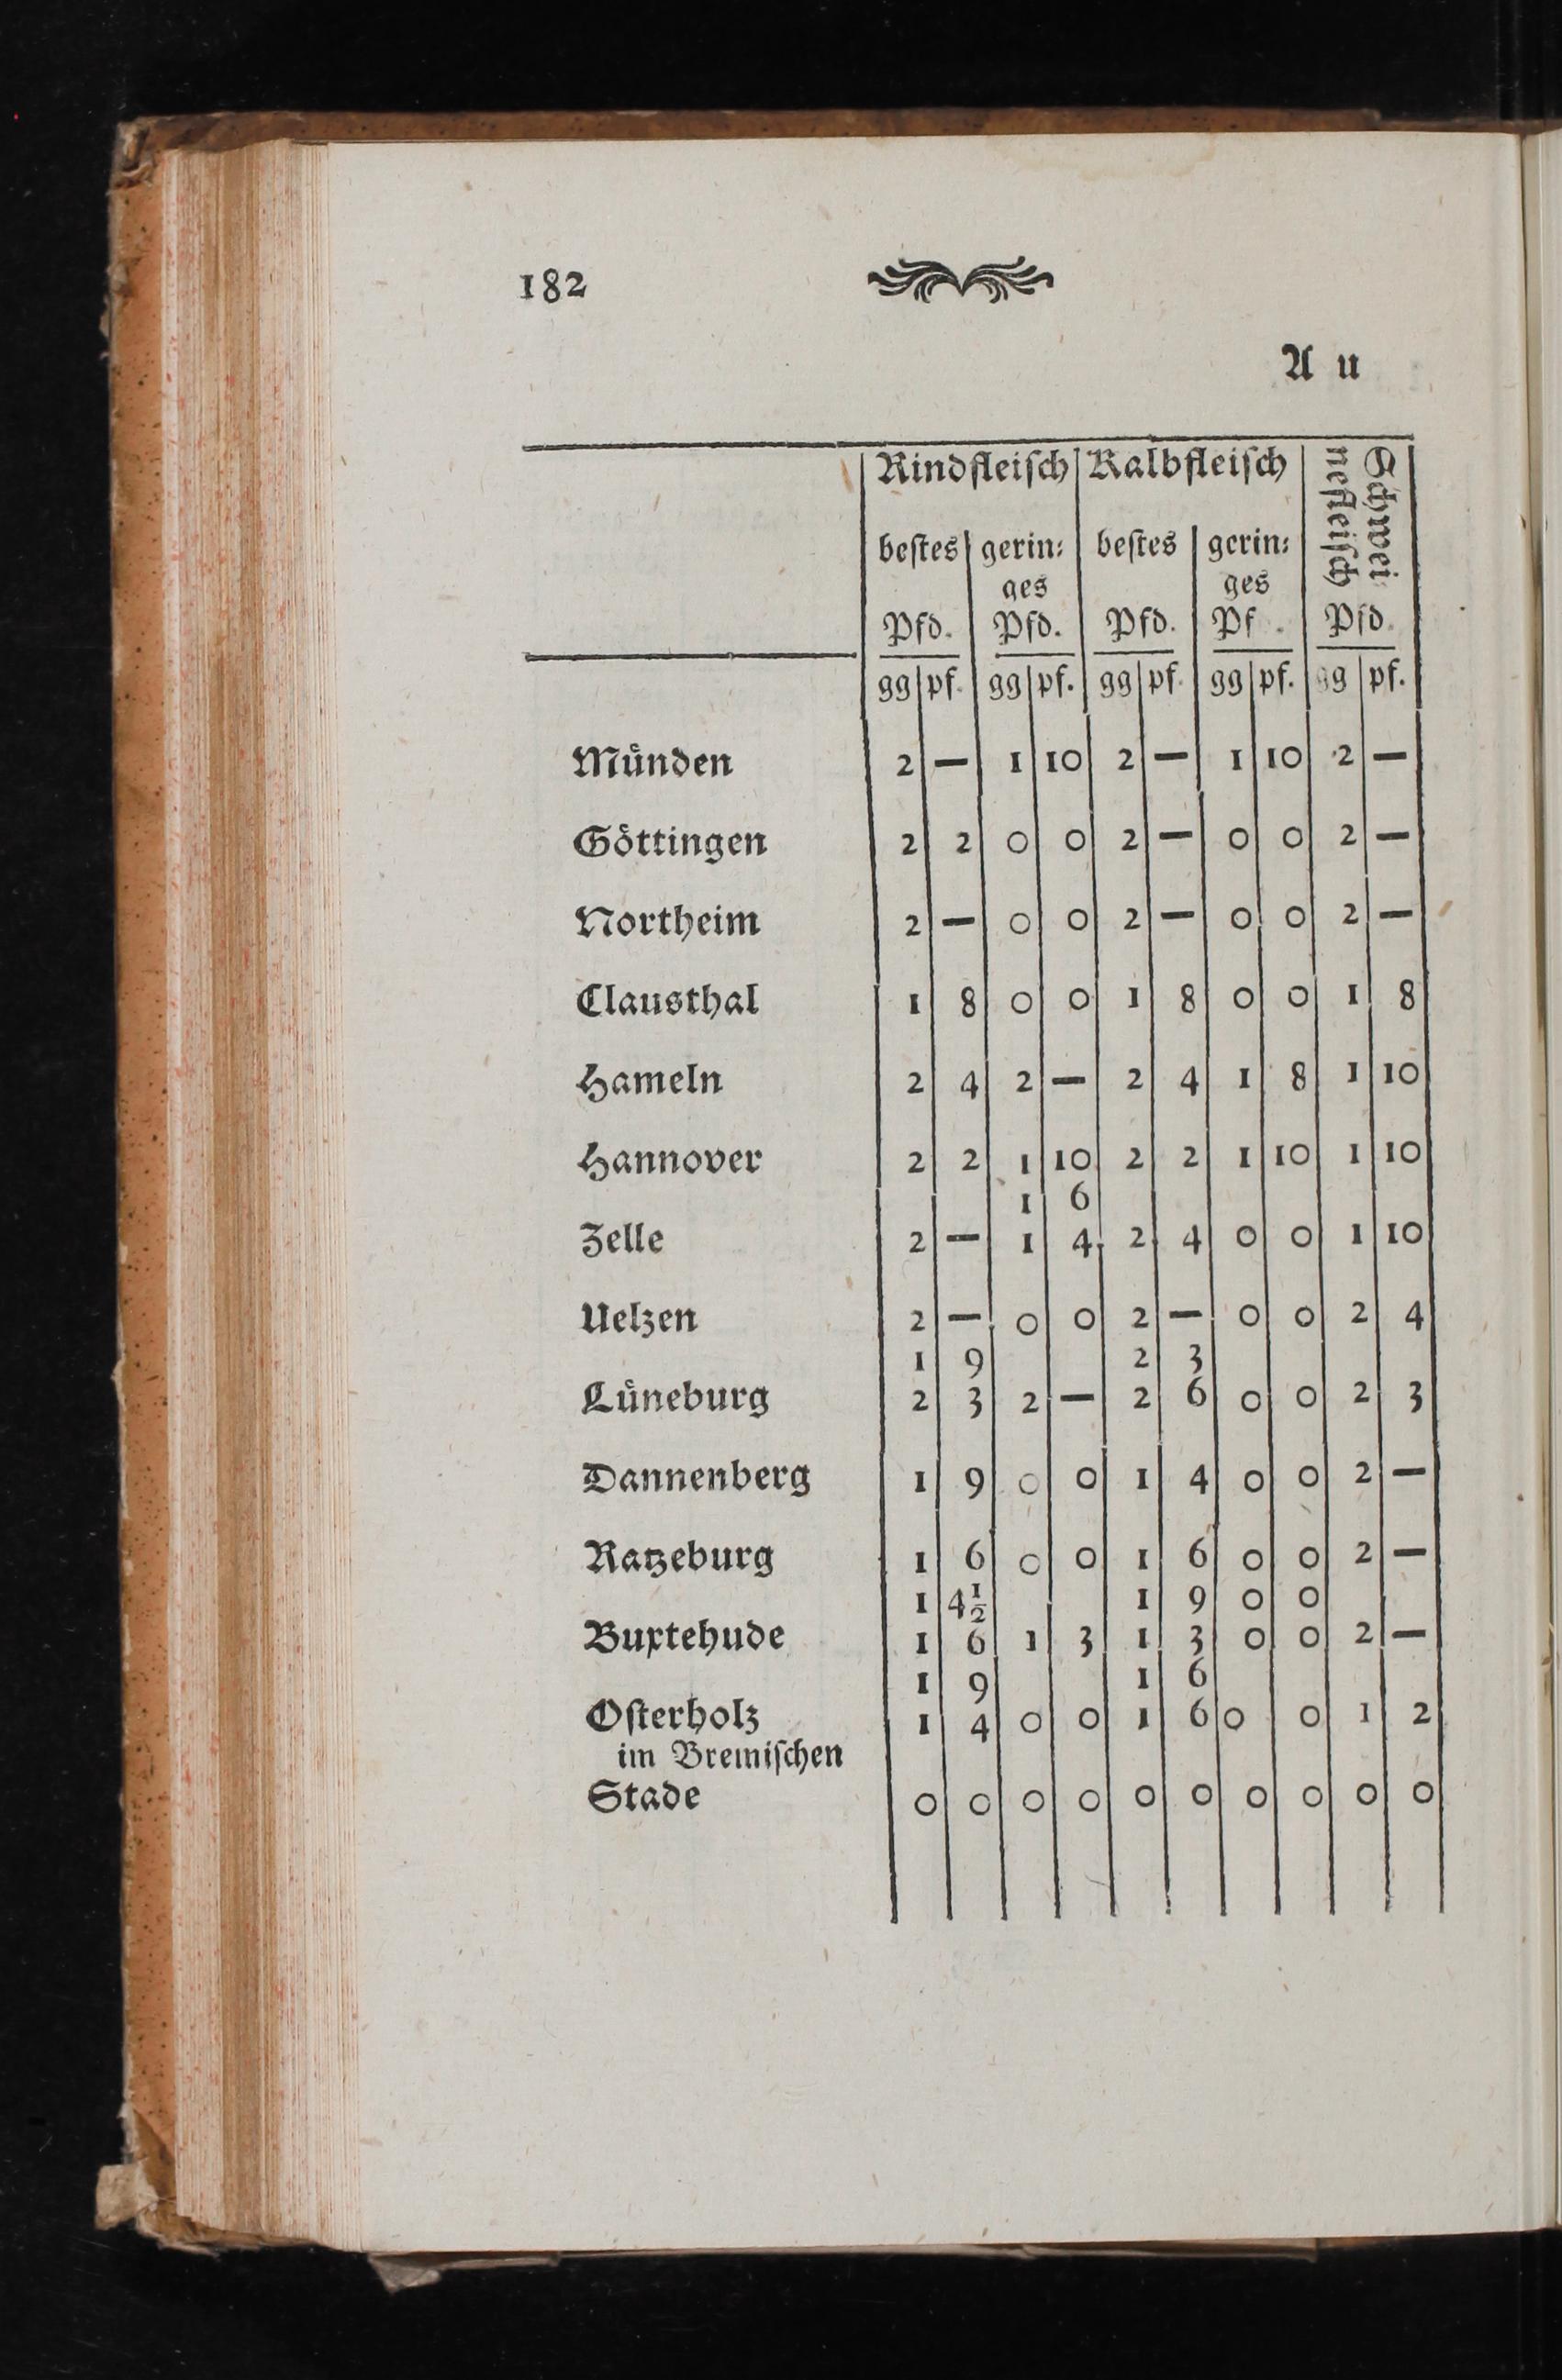 182
A u
Rindfleiſch Kalbfleiſch Schwei
nefleiſch
beſtes gerin= beſtes gerin=
ges ges
Pfd. Pfd. Pfd. Pf . Pfd.
gg pf. gg pf. gg pf. gg pf. gg pf.
Můnden 2 — 1 10 2 — 1 10 2 —
Gőttingen 2 2 0 0 2 — 0 0 2 —
Northeim 2 — 0 0 2 — 0 0 2 —
Clausthal 1 8 0 0 1 8 0 0 1 8
Hameln 2 4 2 — 2 4 1 8 1 10
Hannover 2 2 1 10 2 2 1 10 1 10
1 6
Zelle 2 — 1 4 2 4 0 0 1 10
Uelzen 2 — 0 0 2 — 0 0 2 4
1 9 2 3
Lůneburg 2 3 2 — 2 6 0 0 2 3
Dannenberg 1 9 0 0 1 4 0 0 2 —
Ratzeburg 1 6 0 0 1 6 0 0 2 —
1 4½ 1 9 0 0
Buxtehude 1 6 1 3 1 3 0 0 2 —
1 9 1 6
Oſterholz 1 4 0 0 1 6 0 0 1 2
im Bremiſchen
Stade 0 0 0 0 0 0 0 0 0 0